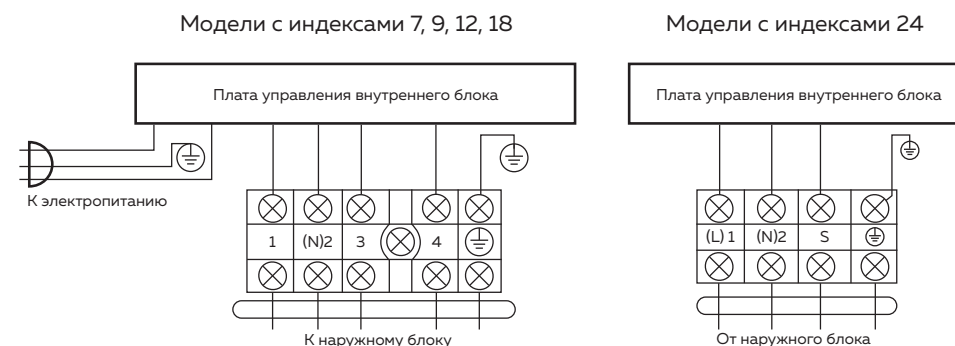 Модели с индексами 7, 9, 12, 18
Модели с индексами 24
Плата управления внутреннего блока
Плата управления внутреннего блока
К электропитанию
1 (N)2 3 4
(L) 1 (N)2 S
К наружному блоку
От наружного блока